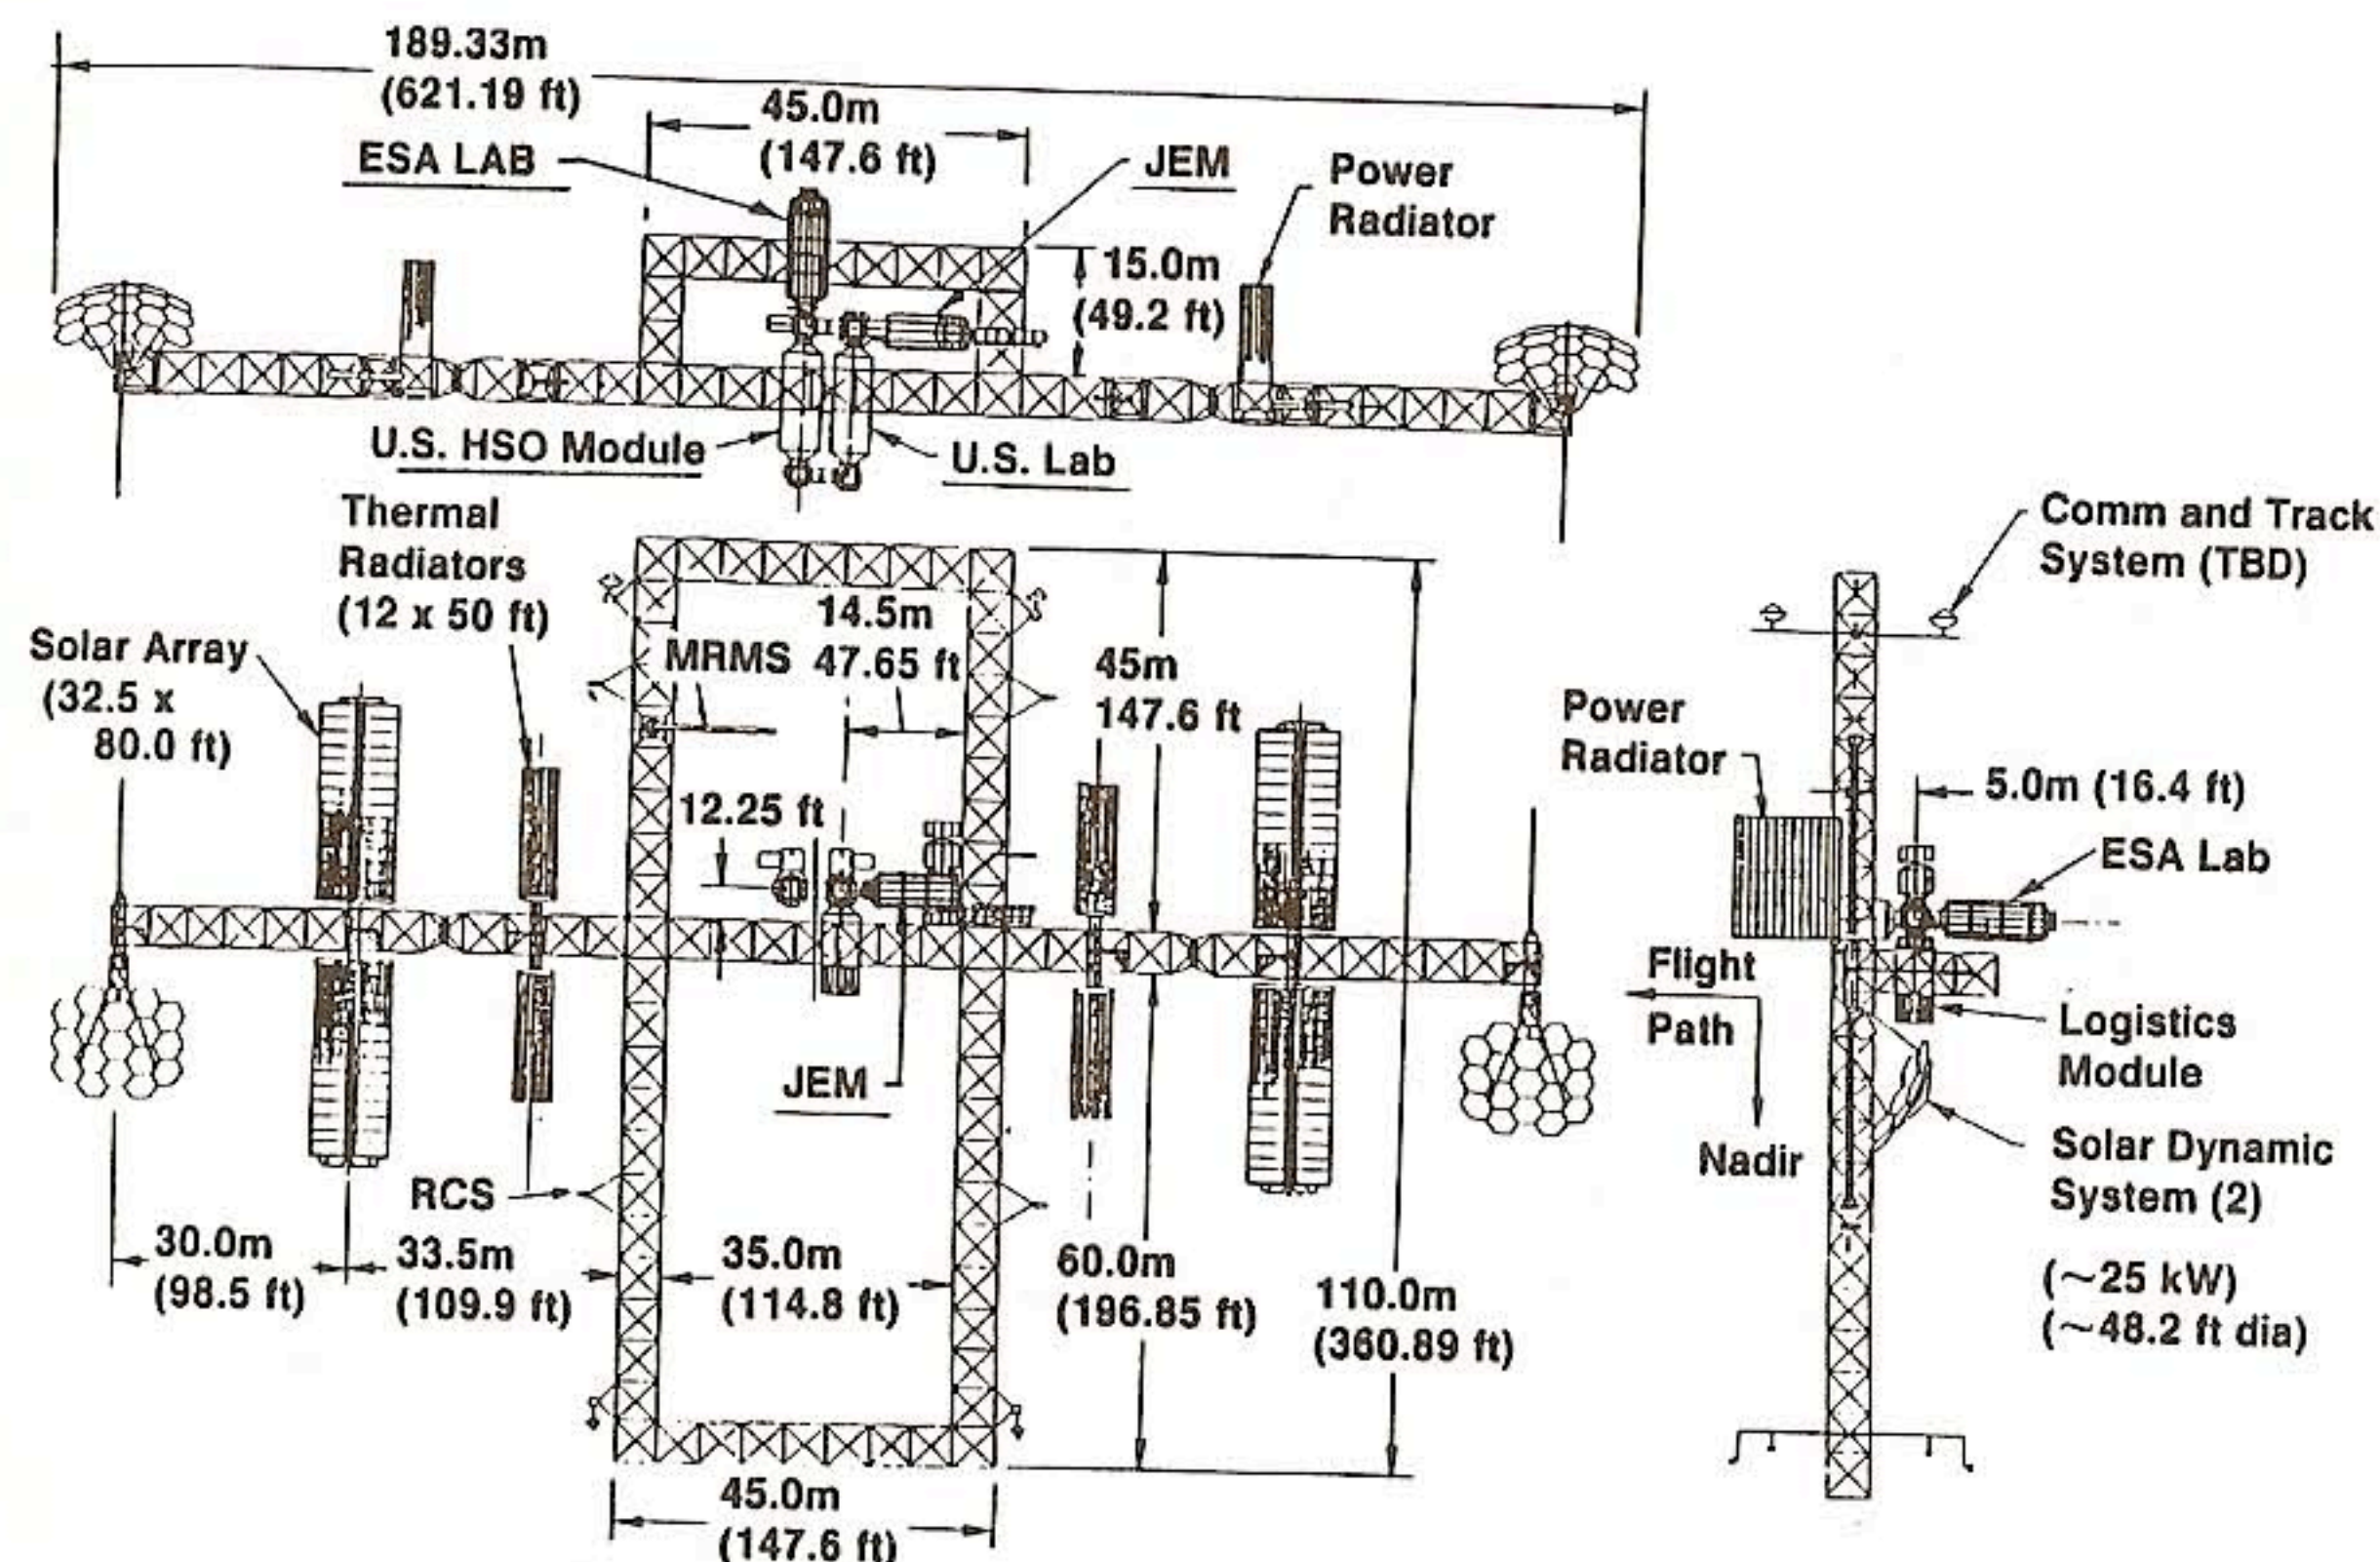 189.33m
(621.19 ft)
45.0m
(147.6 ft)
ESA LAB
JEM
Power
Radiator
15.0m
(49.2 ft)
U.S. HSO Module
U.S. Lab
Thermal
Radiators
(12 x 50 ft)
Solar Array
(32.5 x
80.0 ft)
MRMS
14.5m
47.65 ft
45m
147.6 ft
12.25 ft
JEM
RCS
30.0m
(98.5 ft)
33.5m
(109.9 ft)
35.0m
(114.8 ft)
60.0m
(196.85 ft)
110.0m
(360.89 ft)
45.0m
(147.6 ft)
Comm and Track
System (TBD)
Power
Radiator
5.0m (16.4 ft)
ESA Lab
Flight
Path
Nadir
Logistics
Module
Solar Dynamic
System (2)
(~25 kW)
(~48.2 ft dia)